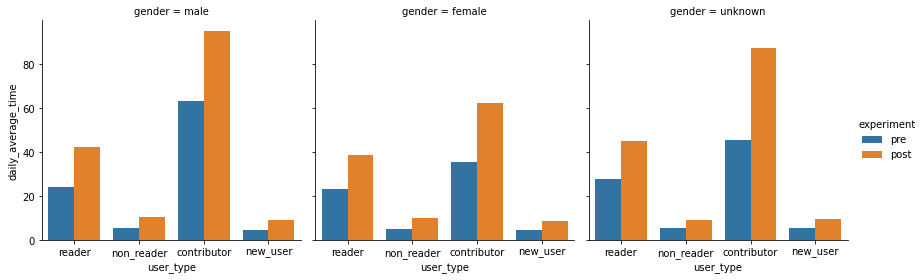 gender = male
gender = female
gender = unknown
daily_average_time
80
60
40
20
0
reader non_reader contributor new_user
user_type
reader non_reader contributor new_user
user_type
reader non_reader contributor new_user
user_type
experiment
pre
post